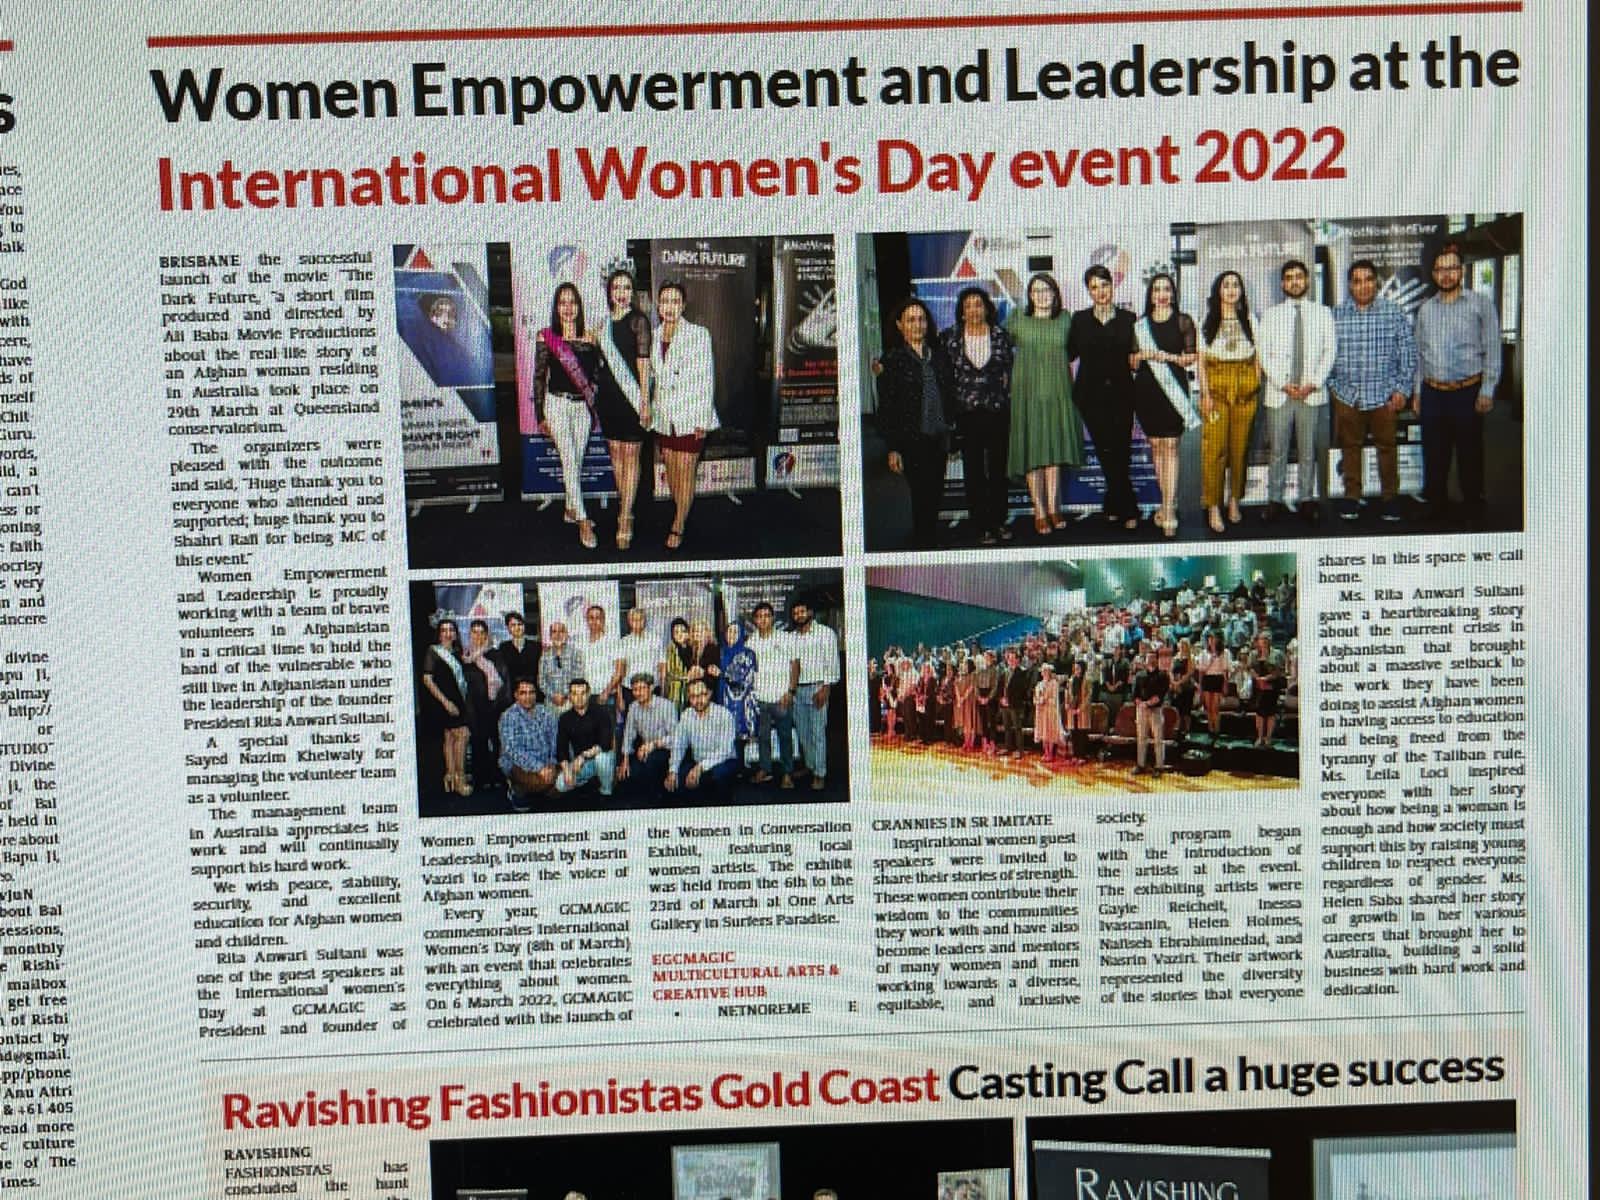 Women Empowerment and Leadership at the
International Women's Day event 2022
BRISBANE the successful
launch of the movie "The
Dark Future, "a short film
produced and directed by
Ali Baba Movie Productions
about the real-life story of
an Afghan woman residing
in Australia took place on
29th March at Queensland
conservatorium.
The organizers were
pleased with the outcome
and said, "Huge thank you to
everyone who attended and
supported; huge thank you to
Shahri Rafi for being MC of
this event."
Women Empowerment
and Leadership is proudly
working with a team of brave
volunteers in Afghanistan
in a critical time to hold the
hand of the vulnerable who
still live in Afghanistan under
the leadership of the founder
President Rita Anwari Sultani.
A special thanks to
Sayed Nazim Khelwaty for
managing the volunteer team
as a volunteer.
The management team
in Australia appreciates his
work and will continually
support his hard work.
We wish peace, stability,
security, and excellent
education for Afghan women
and children.
Rita Anwari Sultani was
one of the guest speakers at
the International women's
Day at GCMAGIC as
President and founder of
Women Empowerment and
Leadership, invited by Nasrin
Vaziri to raise the voice of
Afghan women.
Every year, GCMAGIC
commemorates International
Women's Day (8th of March)
with an event that celebrates
everything about women.
On 6 March 2022, GCMAGIC
celebrated with the launch of
the Women in Conversation
Exhibit, featuring local
women artists. The exhibit
was held from the 6th to the
23rd of March at One Arts
Gallery in Surfers Paradise.
EGCMAGIC
MULTICULTURAL ARTS &
CREATIVE HUB
• NETNOREME E
CRANNIES IN SR IMITATE
Inspirational women guest
speakers were invited to
share their stories of strength.
These women contribute their
wisdom to the communities
they work with and have also
become leaders and mentors
of many women and men
working towards a diverse,
equitable, and inclusive
society.
The program began
with the introduction of
the artists at the event.
The exhibiting artists were
Gayle Reichelt, Inessa
Ivascanin, Helen Holmes,
Nafiseh Ebrahiminedad, and
Nasrin Vaziri. Their artwork
represented the diversity
of the stories that everyone
shares in this space we call
home.
Ms. Rita Anwari Sultani
gave a heartbreaking story
about the current crisis in
Afghanistan that brought
about a massive setback to
the work they have been
doing to assist Afghan women
in having access to education
and being freed from the
tyranny of the Taliban rule.
Ms. Leila Loci inspired
everyone with her story
about how being a woman is
enough and how society must
support this by raising young
children to respect everyone
regardless of gender. Ms.
Helen Saba shared her story
of growth in her various
careers that brought her to
Australia, building a solid
business with hard work and
dedication.
THE
DARK FUTURE
Ravishing Fashionistas Gold Coast Casting Call a huge success
RAVISHING
FASHIONISTAS has
concluded the hunt
RAVISHING